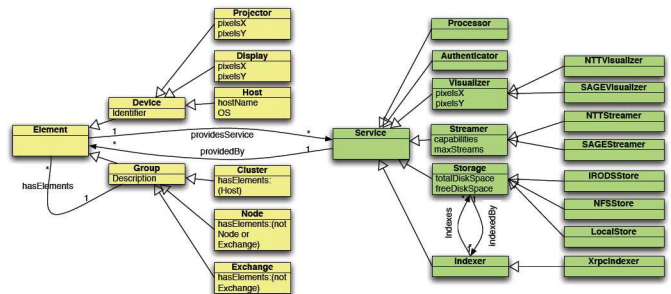 Projector
pixelsX
pixelsY
Display
pixelsX
pixelsY
Device
Identifier
Host
hostName
OS
Element
1
providesService
*
*
providedBy
1
*
hasElements
1
Group
Description
Cluster
hasElements:
(Host)
Node
hasElements:(not
Node or
Exchange)
Exchange
hasElements:(not
Exchange)
Service
Processor
Authenticator
Visualizer
pixelsX
pixelsY
NTTVisualizer
SAGEVisualizer
Streamer
capabilities
maxStreams
NTTStreamer
SAGEStreamer
Storage
totalDiskSpace
freeDiskSpace
IRODSStore
NFSStore
LocalStore
Indexes
indexedBy
Indexer
XrpcIndexer